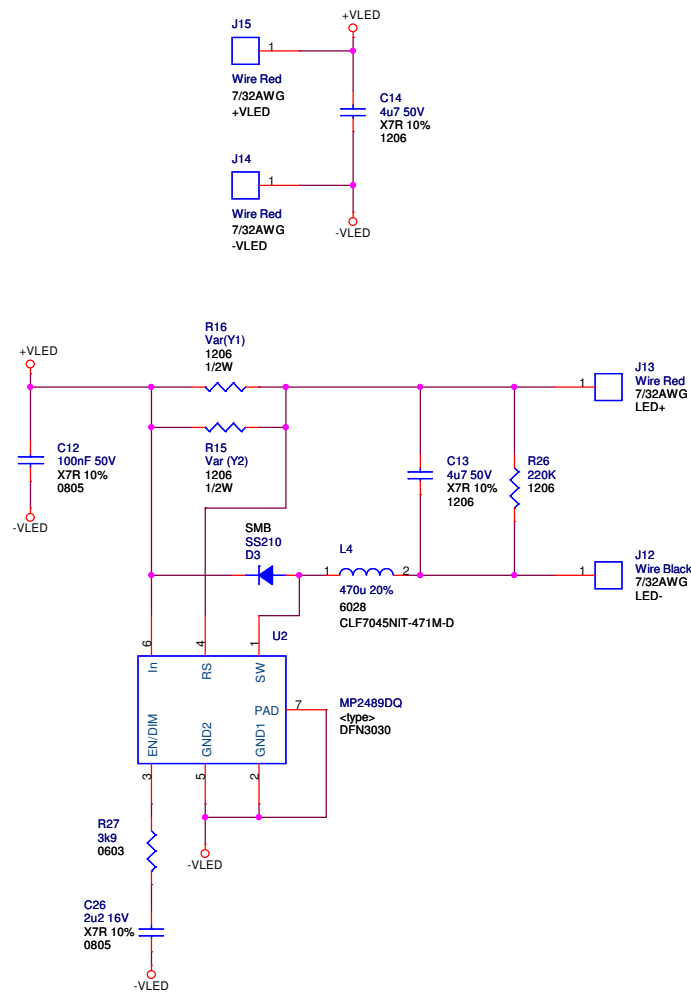 J15
1
Wire Red
7/32AWG
+VLED
+VLED
C14
4u7 50V
X7R 10%
1206
J14
1
Wire Red
7/32AWG
-VLED
-VLED
+VLED
R16
Var(Y1)
1206
1/2W
1
J13
Wire Red
7/32AWG
LED+
C12
100nF 50V
X7R 10%
0805
-VLED
R15
Var (Y2)
1206
1/2W
C13
4u7 50V
X7R 10%
1206
R26
220K
1206
SMB
SS210
D3
L4
1
2
470u 20%
6028
CLF7045NIT-471M-D
1
J12
Wire Black
7/32AWG
LED-
U2
6
4
1
In
RS
SW
PAD
7
EN/DIM
GND2
GND1
3
5
2
MP2489DQ
<type>
DFN3030
R27
3k9
0603
-VLED
C26
2u2 16V
X7R 10%
0805
-VLED